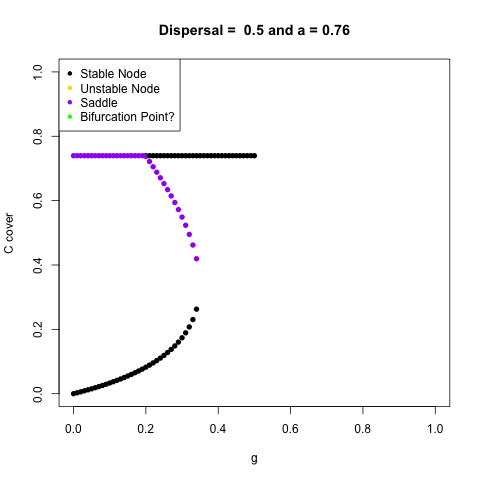 Dispersal =  0.5 and a = 0.76
Stable Node
Unstable Node
Saddle
Bifurcation Point?
C cover
1.0
0.8
0.6
0.4
0.2
0.0
0.0 0.2 0.4 0.6 0.8 1.0
g